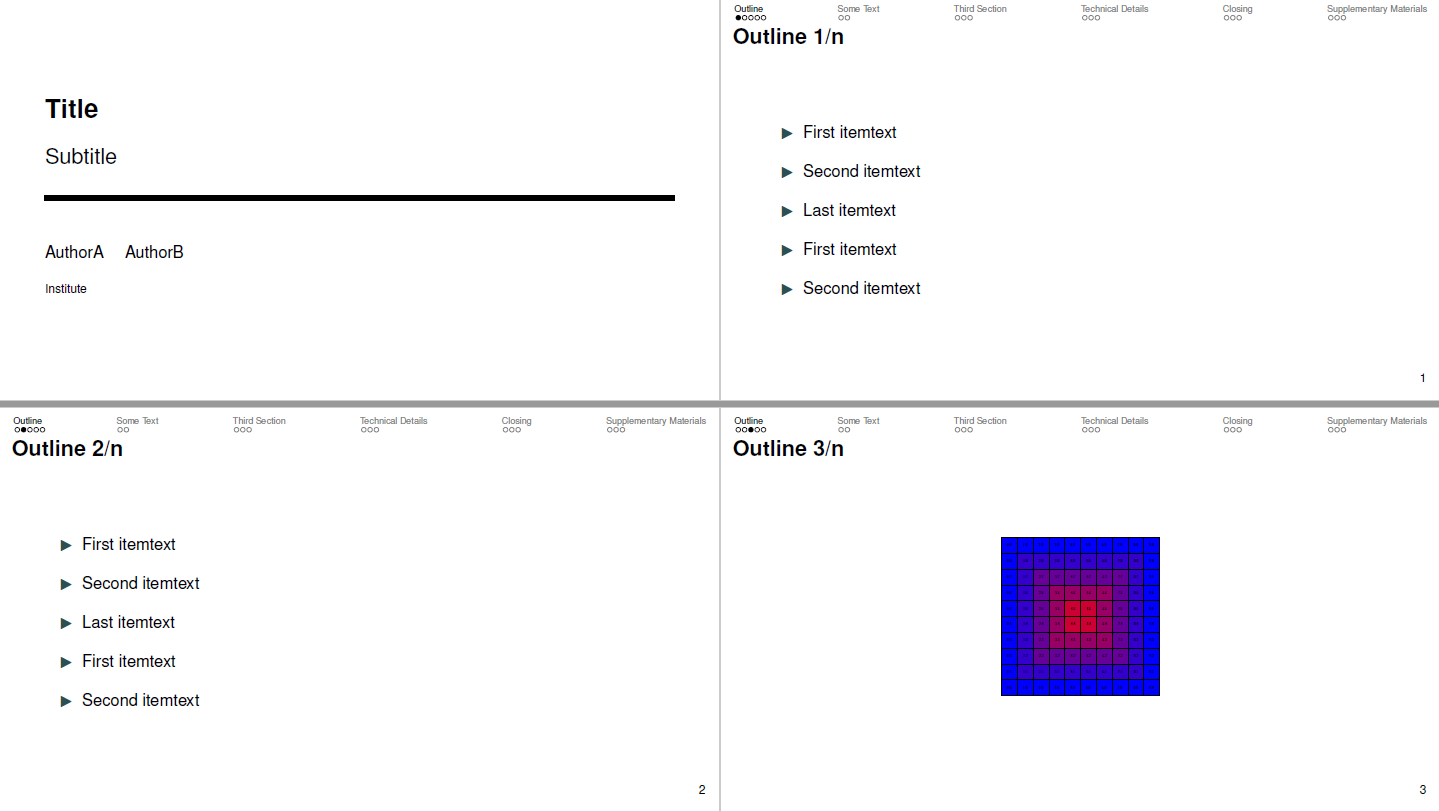 Title
Subtitle
AuthorA AuthorB
Institute
Outline Some Text Third Section Technical Details Closing Supplementary Materials
Outline 1/n
First itemtext
Second itemtext
Last itemtext
First itemtext
Second itemtext
1
Outline Some Text Third Section Technical Details Closing Supplementary Materials
Outline 2/n
First itemtext
Second itemtext
Last itemtext
First itemtext
Second itemtext
2
Outline Some Text Third Section Technical Details Closing Supplementary Materials
Outline 3/n
3